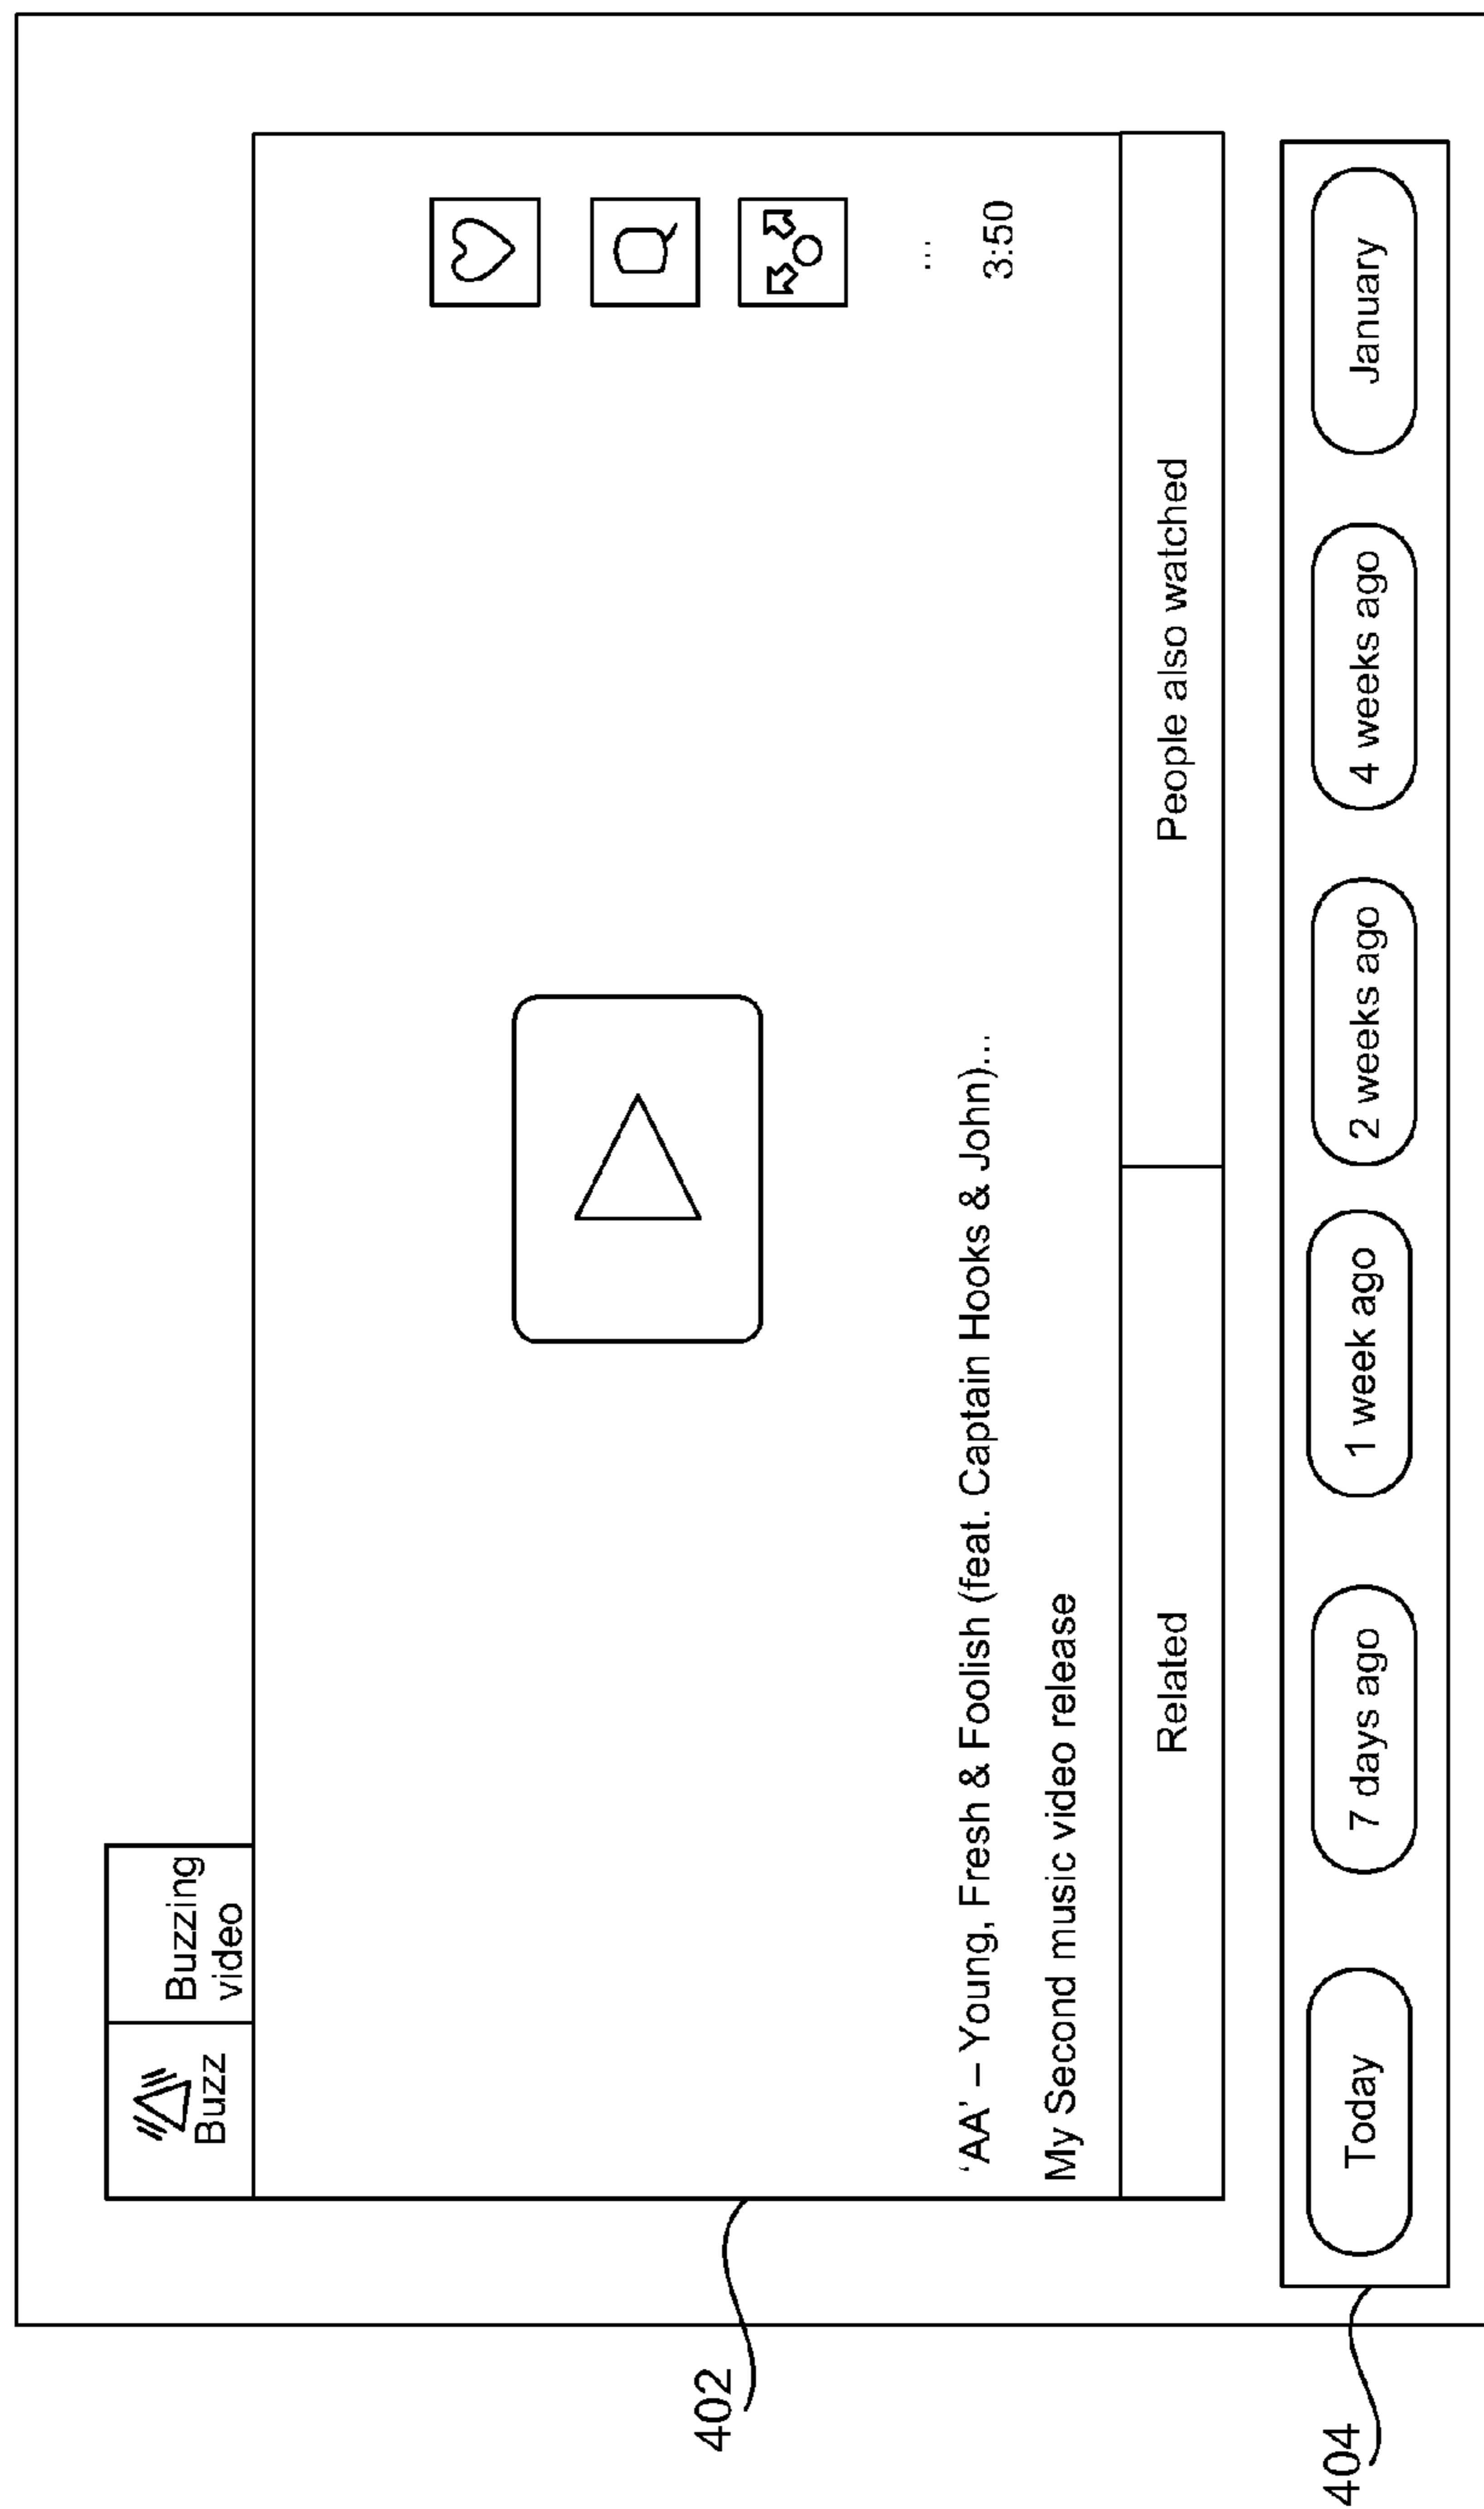 Buzz
Buzzing
video
...
3:50
‘AA’ – Young, Fresh & Foolish (feat. Captain Hooks & John)...
My Second music video release
Related
People also watched
Today
7 days ago
1 week ago
2 weeks ago
4 weeks ago
January
402
404